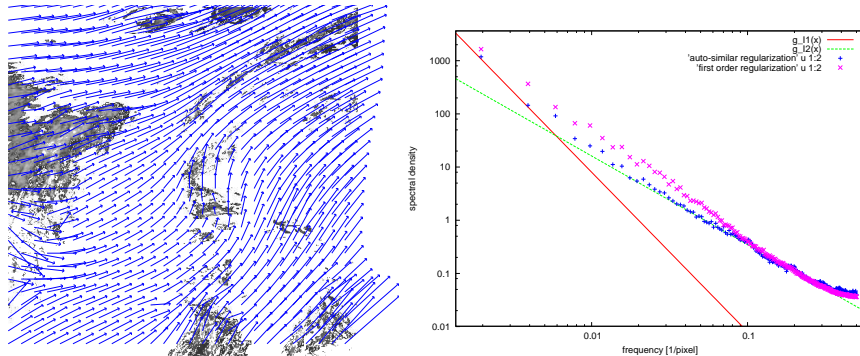 g_l1(x)
g_l2(x)
'auto-similar regularization' u 1:2
'first order regularization' u 1:2
1000
100
10
1
0.1
0.01
0.01
0.1
spectral density
frequency [1/pixel]